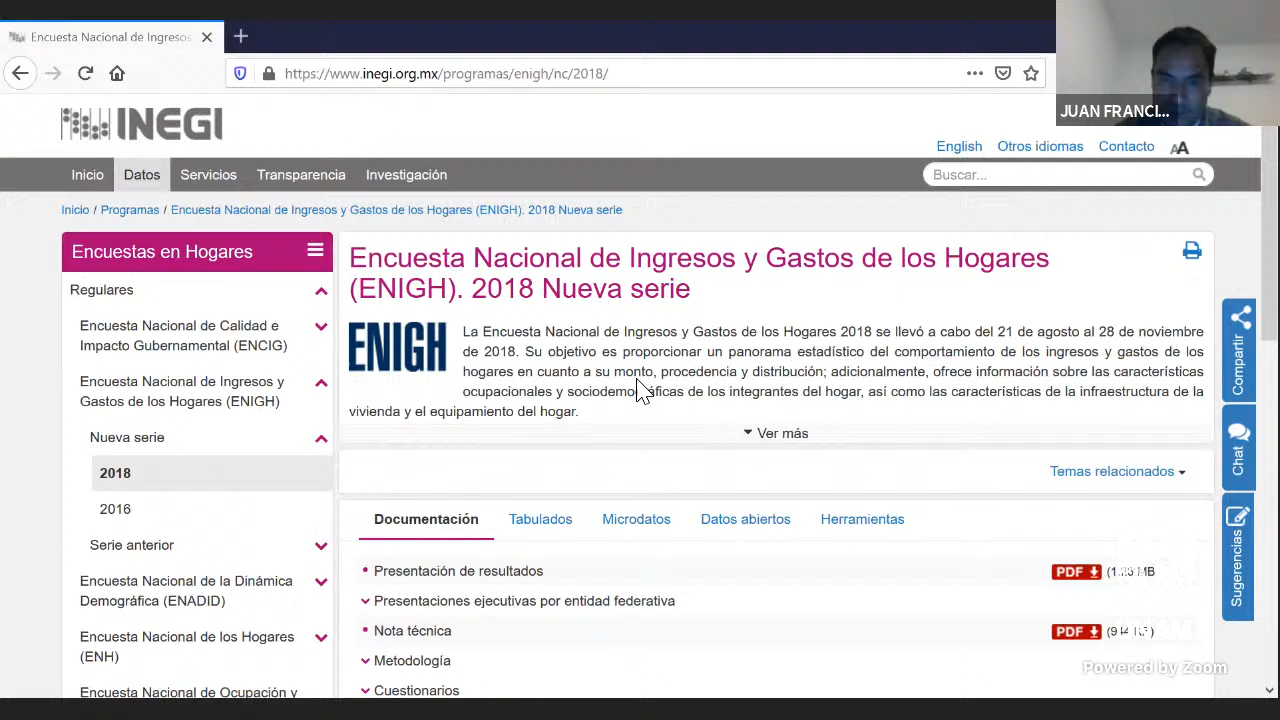 Encuesta Nacional de Ingresos
https://www.inegi.org.mx/programas/enigh/nc/2018/
JUAN FRANCI...
INEGI
English Otros idiomas Contacto AA
Inicio Datos Servicios Transparencia Investigación
Buscar...
Inicio / Programas / Encuesta Nacional de Ingresos y Gastos de los Hogares (ENIGH). 2018 Nueva serie
Encuestas en Hogares
Regulares
Encuesta Nacional de Calidad e
Impacto Gubernamental (ENCIG)
Encuesta Nacional de Ingresos y
Gastos de los Hogares (ENIGH)
Nueva serie
2018
2016
Serie anterior
Encuesta Nacional de la Dinámica
Demográfica (ENADID)
Encuesta Nacional de los Hogares
(ENH)
Encuesta Nacional de Ocupación y
Encuesta Nacional de Ingresos y Gastos de los Hogares
(ENIGH). 2018 Nueva serie
ENIGH
La Encuesta Nacional de Ingresos y Gastos de los Hogares 2018 se llevó a cabo del 21 de agosto al 28 de noviembre
de 2018. Su objetivo es proporcionar un panorama estadístico del comportamiento de los ingresos y gastos de los
hogares en cuanto a su monto, procedencia y distribución; adicionalmente, ofrece información sobre las características
ocupacionales y sociodemográficas de los integrantes del hogar, así como las características de la infraestructura de la
vivienda y el equipamiento del hogar.
Ver más
Temas relacionados
Documentación Tabulados Microdatos Datos abiertos Herramientas
Presentación de resultados PDF
Presentaciones ejecutivas por entidad federativa
Nota técnica PDF
Metodología
Cuestionarios
Compartir
Chat
Sugerencias
Powered by Zoom